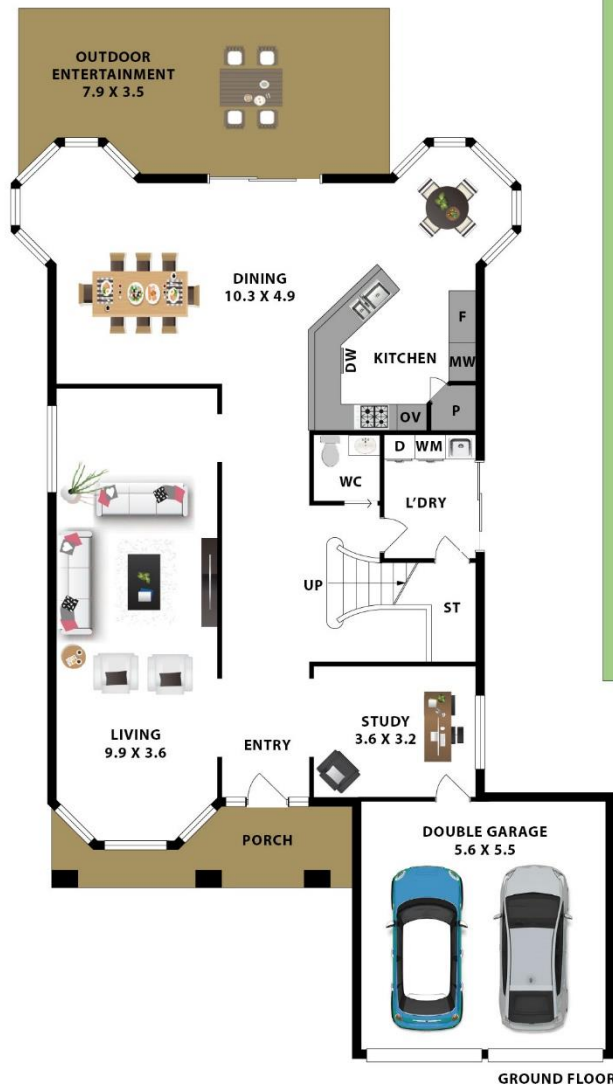 OUTDOOR
ENTERTAINMENT
7.9 X 3.5
DINING
10.3 X 4.9
F
DW
KITCHEN
MW
OV
P
D
WM
WC
L'DRY
UP
ST
LIVING
9.9 X 3.6
ENTRY
STUDY
3.6 X 3.2
PORCH
DOUBLE GARAGE
5.6 X 5.5
GROUND FLOOR